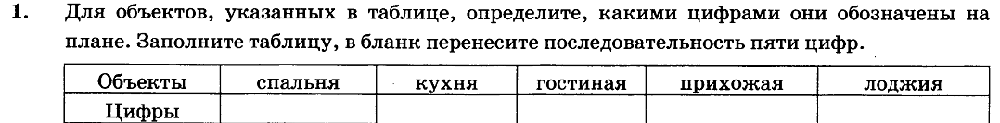 1. Для объектов, указанных в таблице, определите, какими цифрами они обозначены на
плане. Заполните таблицу, в бланк перенесите последовательность пяти цифр.
Объекты спальня кухня гостиная прихожая лоджия
Цифры